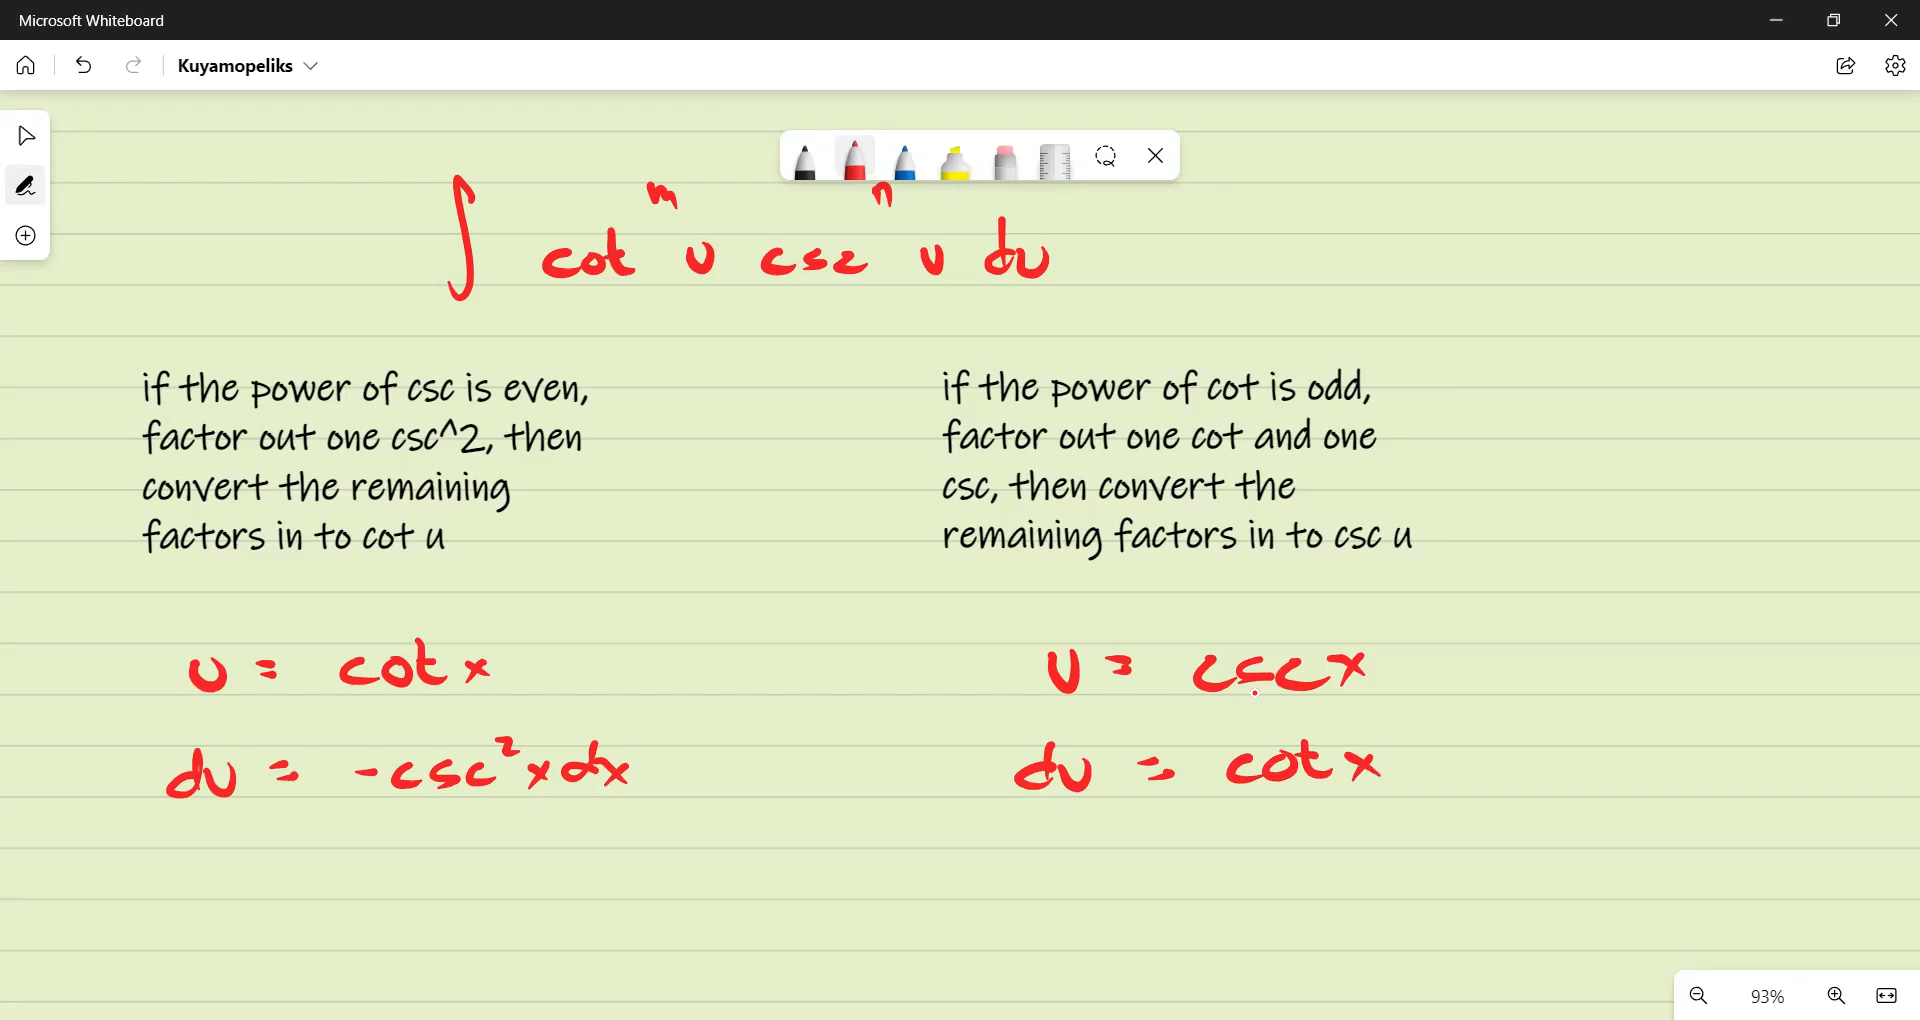 Microsoft Whiteboard
Kuyamopeliks
∫ cot^m u csc^n u du
if the power of csc is even,
factor out one csc^2, then
convert the remaining
factors in to cot u
if the power of cot is odd,
factor out one cot and one
csc, then convert the
remaining factors in to csc u
u = cot x
du = -csc²x dx
u = csc x
du = cot x
93%